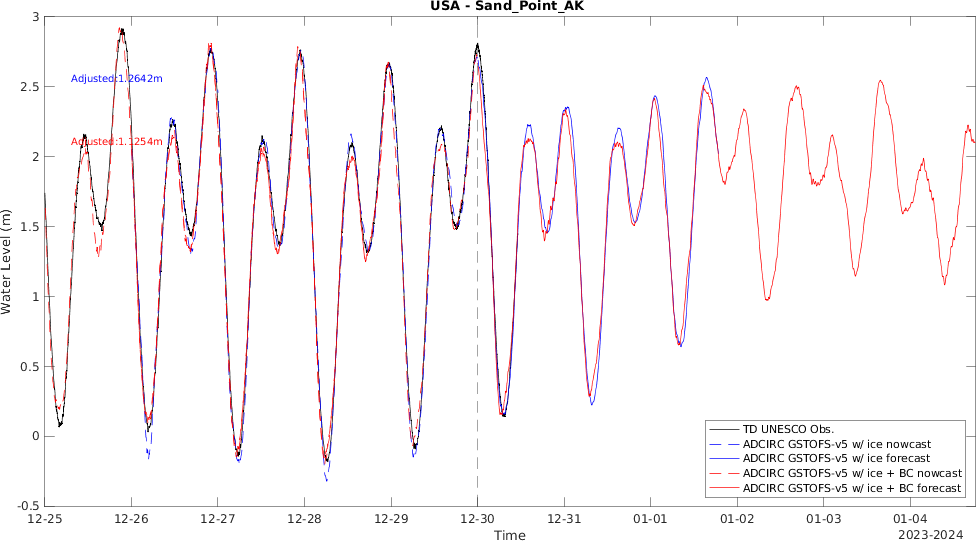 USA - Sand_Point_AK
Water Level (m)
3
2.5
2
1.5
1
0.5
0
-0.5
Adjusted:1.2642m
Adjusted:1.1254m
TD UNESCO Obs.
ADCIRC GSTOFS-v5 w/ ice nowcast
ADCIRC GSTOFS-v5 w/ ice forecast
ADCIRC GSTOFS-v5 w/ ice + BC nowcast
ADCIRC GSTOFS-v5 w/ ice + BC forecast
12-25 12-26 12-27 12-28 12-29 12-30 12-31 01-01 01-02 01-03 01-04
Time
2023-2024